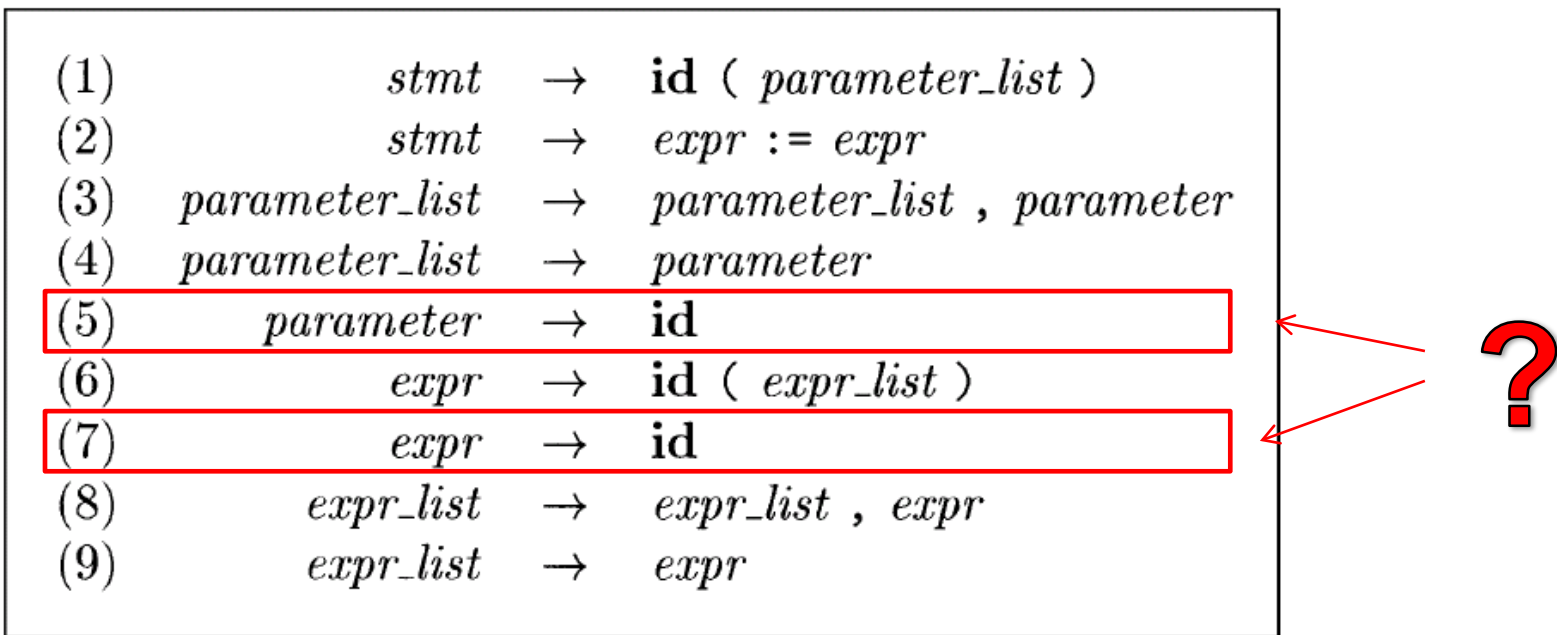 (1) stmt → id ( parameter_list )
(2) stmt → expr := expr
(3) parameter_list → parameter_list , parameter
(4) parameter_list → parameter
(5) parameter → id
(6) expr → id ( expr_list )
(7) expr → id
(8) expr_list → expr_list , expr
(9) expr_list → expr
?